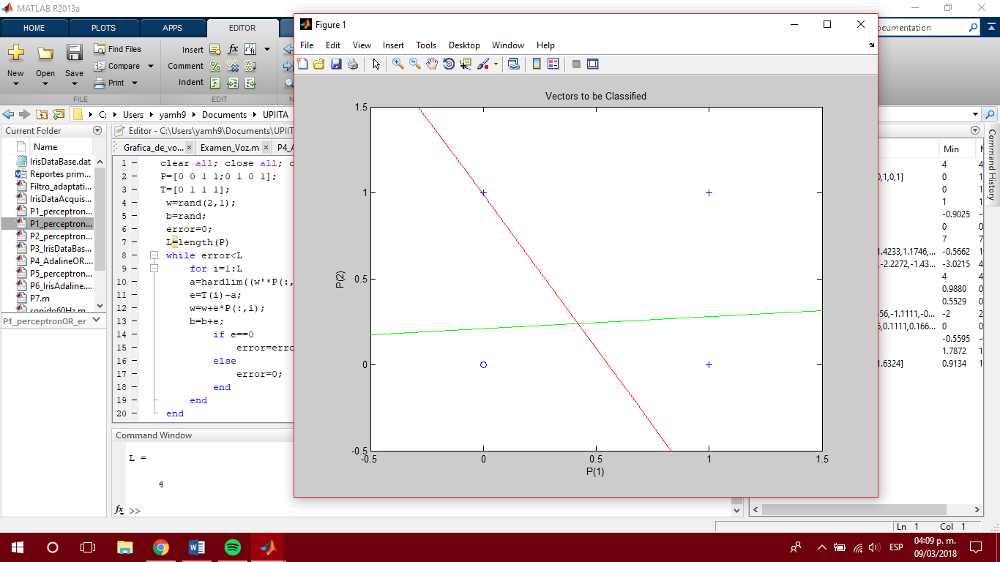 MATLAB R2013a
HOME PLOTS APPS EDITOR
ocumentation
New Open Save
Find Files
Compare
Print
Insert
Comment
Indent
FILE EDIT
C: Users yamh9 Documents UPIITA
Current Folder
Name
IrisDataBase.dat
Reportes prim...
Filtro_adaptati...
IrisDataAcquis...
P1_perceptron...
P1_perceptron...
P2_perceptron...
P3_IrisDataBas...
P4_AdalineOR....
P5_perceptron...
P6_IrisAdaline....
P7.m
sonido60Hz.m
P1_perceptronOR_er
Editor - C:\Users\yamh9\Documents\UPIIT
Grafica_de_vo... Examen_Voz.m P4_A
1 clear all; close all; c
2 P=[0 0 1 1;0 1 0 1];
3 T=[0 1 1 1];
4 w=rand(2,1);
5 b=rand;
6 error=0;
7 L=length(P)
8 while error<L
9 for i=1:L
10 a=hardlim((w'*P(:,
11 e=T(i)-a;
12 w=w+e*P(:,i);
13 b=b+e;
14 if e==0
15 error=erro
16 else
17 error=0;
18 end
19 end
20 end
Command Window
L =
4
fx >>
Figure 1
File Edit View Insert Tools Desktop Window Help
Vectors to be Classified
1.5
1
0.5
0
-0.5
P(2)
-0.5 0 0.5 1 1.5
P(1)
Min
4 4
0,1,0,1] 0 1
0 1
1 1
-0.9025
0 0
7 7
1.4233,1.1746,... -0.5662 1
,-2.2272,-1.43... -3.0215 4
4 4
0.9880 0
0.5529 0
56,-1.1111,-0... -2 2
5,0.1111,0.166... 0 0
-0.5595
1.7872 1
1.6324] 0.9134 1
Command History
Ln 1 Col 1
ESP
04:09 p. m.
09/03/2018